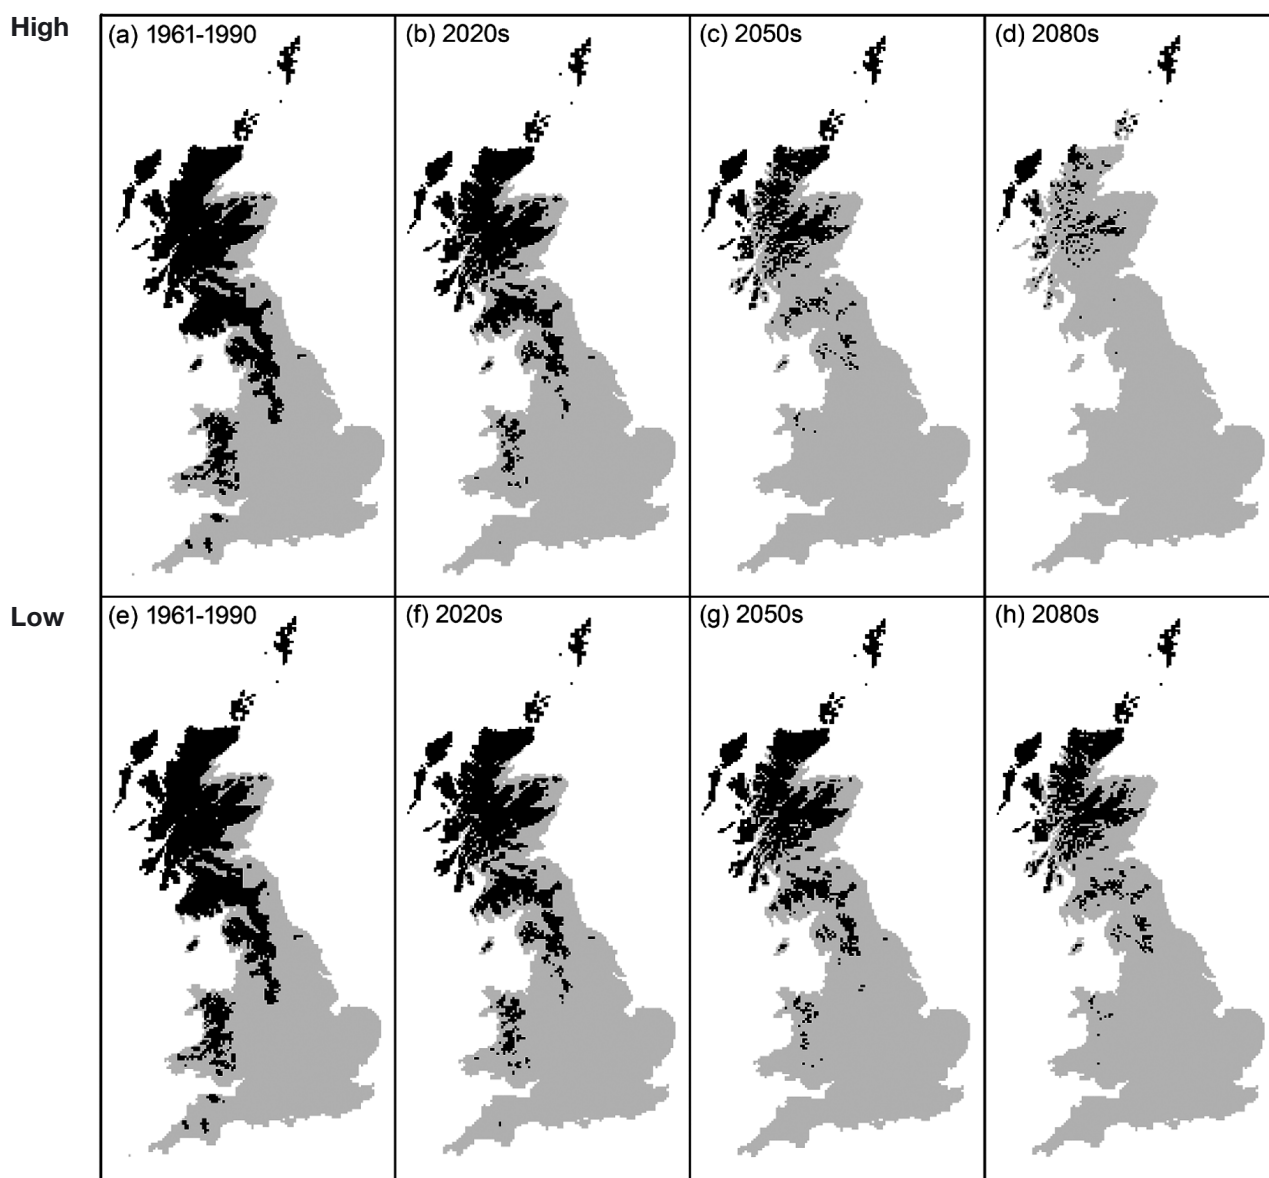 High
(a) 1961-1990
(b) 2020s
(c) 2050s
(d) 2080s
Low
(e) 1961-1990
(f) 2020s
(g) 2050s
(h) 2080s